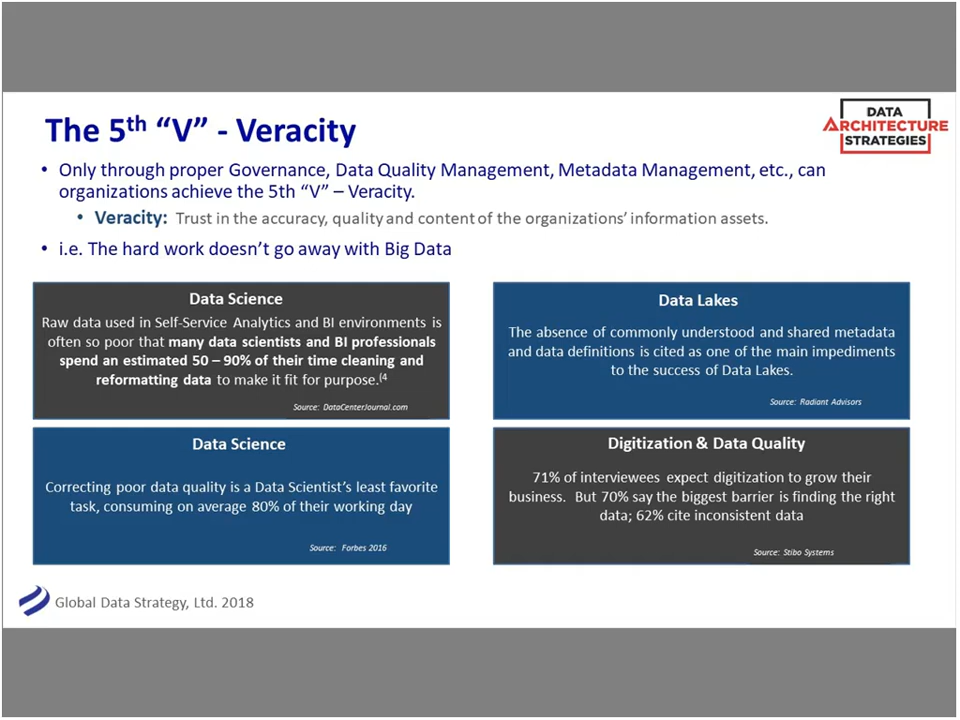 The 5th “V” - Veracity
DATA
ARCHITECTURE
STRATEGIES
• Only through proper Governance, Data Quality Management, Metadata Management, etc., can
organizations achieve the 5th “V” – Veracity.
• Veracity: Trust in the accuracy, quality and content of the organizations’ information assets.
• i.e. The hard work doesn’t go away with Big Data
Data Science
Raw data used in Self-Service Analytics and BI environments is
often so poor that many data scientists and BI professionals
spend an estimated 50 – 90% of their time cleaning and
reformatting data to make it fit for purpose.(4
Source: DataCenterJournal.com
Data Lakes
The absence of commonly understood and shared metadata
and data definitions is cited as one of the main impediments
to the success of Data Lakes.
Source: Radiant Advisors
Data Science
Correcting poor data quality is a Data Scientist’s least favorite
task, consuming on average 80% of their working day
Source: Forbes 2016
Digitization & Data Quality
71% of interviewees expect digitization to grow their
business. But 70% say the biggest barrier is finding the right
data; 62% cite inconsistent data
Source: Stibo Systems
Global Data Strategy, Ltd. 2018